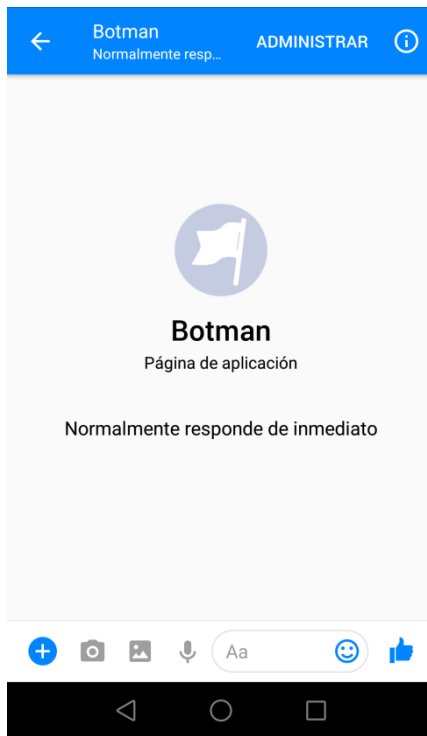 Botman
Normalmente resp...
ADMINISTRAR
Botman
Página de aplicación
Normalmente responde de inmediato
Aa